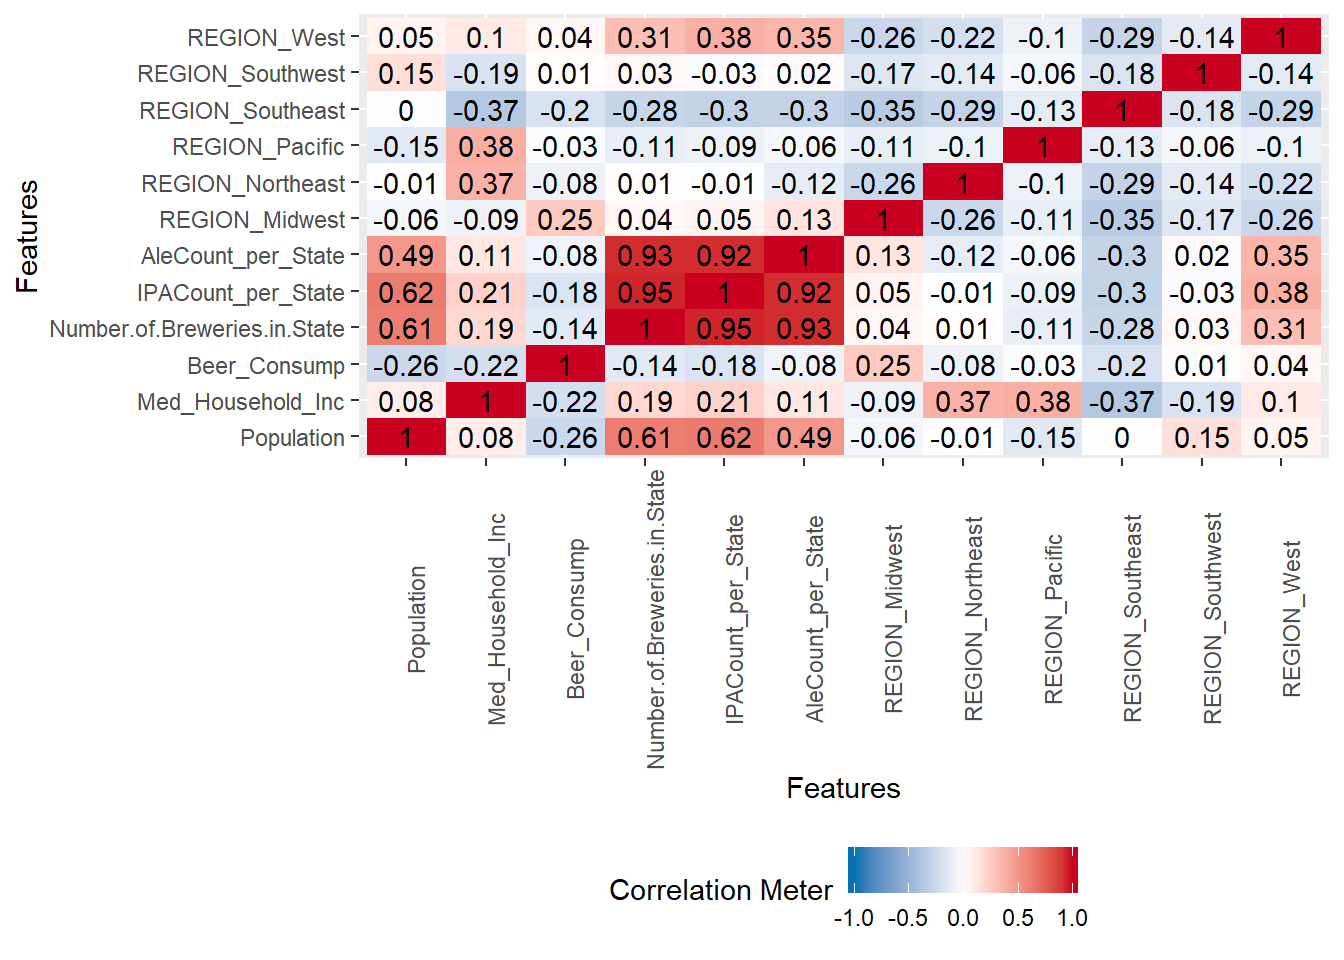 REGION_West 0.05 0.1 0.04 0.31 0.38 0.35 -0.26 -0.22 -0.1 -0.29 -0.14 1
REGION_Southwest 0.15 -0.19 0.01 0.03 -0.03 0.02 -0.17 -0.14 -0.06 -0.18 1 -0.14
REGION_Southeast 0 -0.37 -0.2 -0.28 -0.3 -0.3 -0.35 -0.29 -0.13 1 -0.18 -0.29
REGION_Pacific -0.15 0.38 -0.03 -0.11 -0.09 -0.06 -0.11 -0.1 1 -0.13 -0.06 -0.1
REGION_Northeast -0.01 0.37 -0.08 0.01 -0.01 -0.12 -0.26 1 -0.1 -0.29 -0.14 -0.22
REGION_Midwest -0.06 -0.09 0.25 0.04 0.05 0.13 1 -0.26 -0.11 -0.35 -0.17 -0.26
AleCount_per_State 0.49 0.11 -0.08 0.93 0.92 1 0.13 -0.12 -0.06 -0.3 0.02 0.35
IPACount_per_State 0.62 0.21 -0.18 0.95 1 0.92 0.05 -0.01 -0.09 -0.3 -0.03 0.38
Number.of.Breweries.in.State 0.61 0.19 -0.14 1 0.95 0.93 0.04 0.01 -0.11 -0.28 0.03 0.31
Beer_Consump -0.26 -0.22 1 -0.14 -0.18 -0.08 0.25 -0.08 -0.03 -0.2 0.01 0.04
Med_Household_Inc 0.08 1 -0.22 0.19 0.21 0.11 -0.09 0.37 0.38 -0.37 -0.19 0.1
Population 1 0.08 -0.26 0.61 0.62 0.49 -0.06 -0.01 -0.15 0 0.15 0.05
Features
Population
Med_Household_Inc
Beer_Consump
Number.of.Breweries.in.State
IPACount_per_State
AleCount_per_State
REGION_Midwest
REGION_Northeast
REGION_Pacific
REGION_Southeast
REGION_Southwest
REGION_West
Features
Correlation Meter
-1.0 -0.5 0.0 0.5 1.0